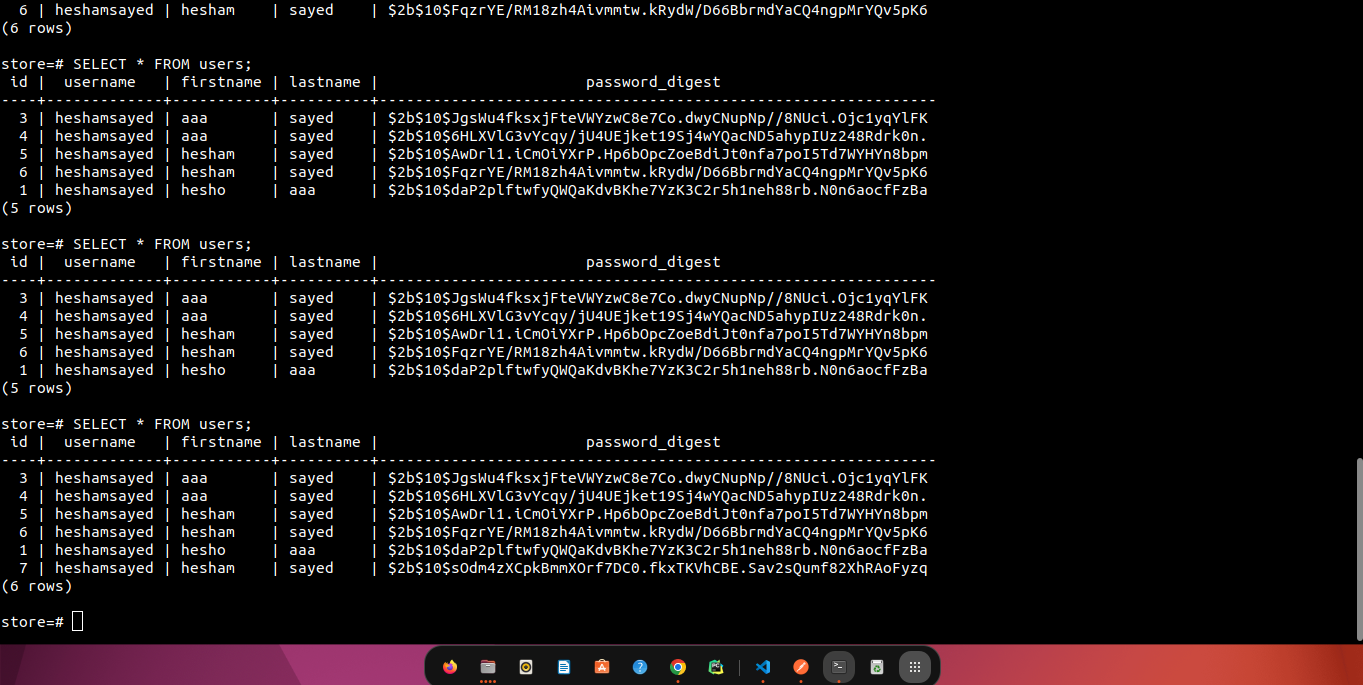 6 | heshamsayed | hesham    | sayed    | $2b$10$FqzrYE/RM18zh4Aivmmtw.kRydW/D66BbrmdYaCQ4ngpMrYQv5pK6
(6 rows)

store=# SELECT * FROM users;
 id |  username   | firstname | lastname |                       password_digest
----+-------------+-----------+----------+--------------------------------------------------------------
  3 | heshamsayed | aaa       | sayed    | $2b$10$JgsWu4fksxjFteVWYzwC8e7Co.dwyCNupNp//8NUci.Ojc1yqYlFK
  4 | heshamsayed | aaa       | sayed    | $2b$10$6HLXVlG3vYcqy/jU4UEjket19Sj4wYQacND5ahypIUz248Rdrk0n.
  5 | heshamsayed | hesham    | sayed    | $2b$10$AwDrl1.iCmOiYXrP.Hp6bOpcZoeBdiJt0nfa7poI5Td7WYHYn8bpm
  6 | heshamsayed | hesham    | sayed    | $2b$10$FqzrYE/RM18zh4Aivmmtw.kRydW/D66BbrmdYaCQ4ngpMrYQv5pK6
  1 | heshamsayed | hesho     | aaa      | $2b$10$daP2plftwfyQWQaKdvBKhe7YzK3C2r5h1neh88rb.N0n6aocfFzBa
(5 rows)

store=# SELECT * FROM users;
 id |  username   | firstname | lastname |                       password_digest
----+-------------+-----------+----------+--------------------------------------------------------------
  3 | heshamsayed | aaa       | sayed    | $2b$10$JgsWu4fksxjFteVWYzwC8e7Co.dwyCNupNp//8NUci.Ojc1yqYlFK
  4 | heshamsayed | aaa       | sayed    | $2b$10$6HLXVlG3vYcqy/jU4UEjket19Sj4wYQacND5ahypIUz248Rdrk0n.
  5 | heshamsayed | hesham    | sayed    | $2b$10$AwDrl1.iCmOiYXrP.Hp6bOpcZoeBdiJt0nfa7poI5Td7WYHYn8bpm
  6 | heshamsayed | hesham    | sayed    | $2b$10$FqzrYE/RM18zh4Aivmmtw.kRydW/D66BbrmdYaCQ4ngpMrYQv5pK6
  1 | heshamsayed | hesho     | aaa      | $2b$10$daP2plftwfyQWQaKdvBKhe7YzK3C2r5h1neh88rb.N0n6aocfFzBa
(5 rows)

store=# SELECT * FROM users;
 id |  username   | firstname | lastname |                       password_digest
----+-------------+-----------+----------+--------------------------------------------------------------
  3 | heshamsayed | aaa       | sayed    | $2b$10$JgsWu4fksxjFteVWYzwC8e7Co.dwyCNupNp//8NUci.Ojc1yqYlFK
  4 | heshamsayed | aaa       | sayed    | $2b$10$6HLXVlG3vYcqy/jU4UEjket19Sj4wYQacND5ahypIUz248Rdrk0n.
  5 | heshamsayed | hesham    | sayed    | $2b$10$AwDrl1.iCmOiYXrP.Hp6bOpcZoeBdiJt0nfa7poI5Td7WYHYn8bpm
  6 | heshamsayed | hesham    | sayed    | $2b$10$FqzrYE/RM18zh4Aivmmtw.kRydW/D66BbrmdYaCQ4ngpMrYQv5pK6
  1 | heshamsayed | hesho     | aaa      | $2b$10$daP2plftwfyQWQaKdvBKhe7YzK3C2r5h1neh88rb.N0n6aocfFzBa
  7 | heshamsayed | hesham    | sayed    | $2b$10$sOdm4zXCpkBmmXOrf7DC0.fkxTKVhCBE.Sav2sQumf82XhRAoFyzq
(6 rows)

store=#